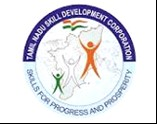 TAMIL NADU SKILL DEVELOPMENT CORPORATION
SKILLS FOR PROGRESS AND PROSPERITY